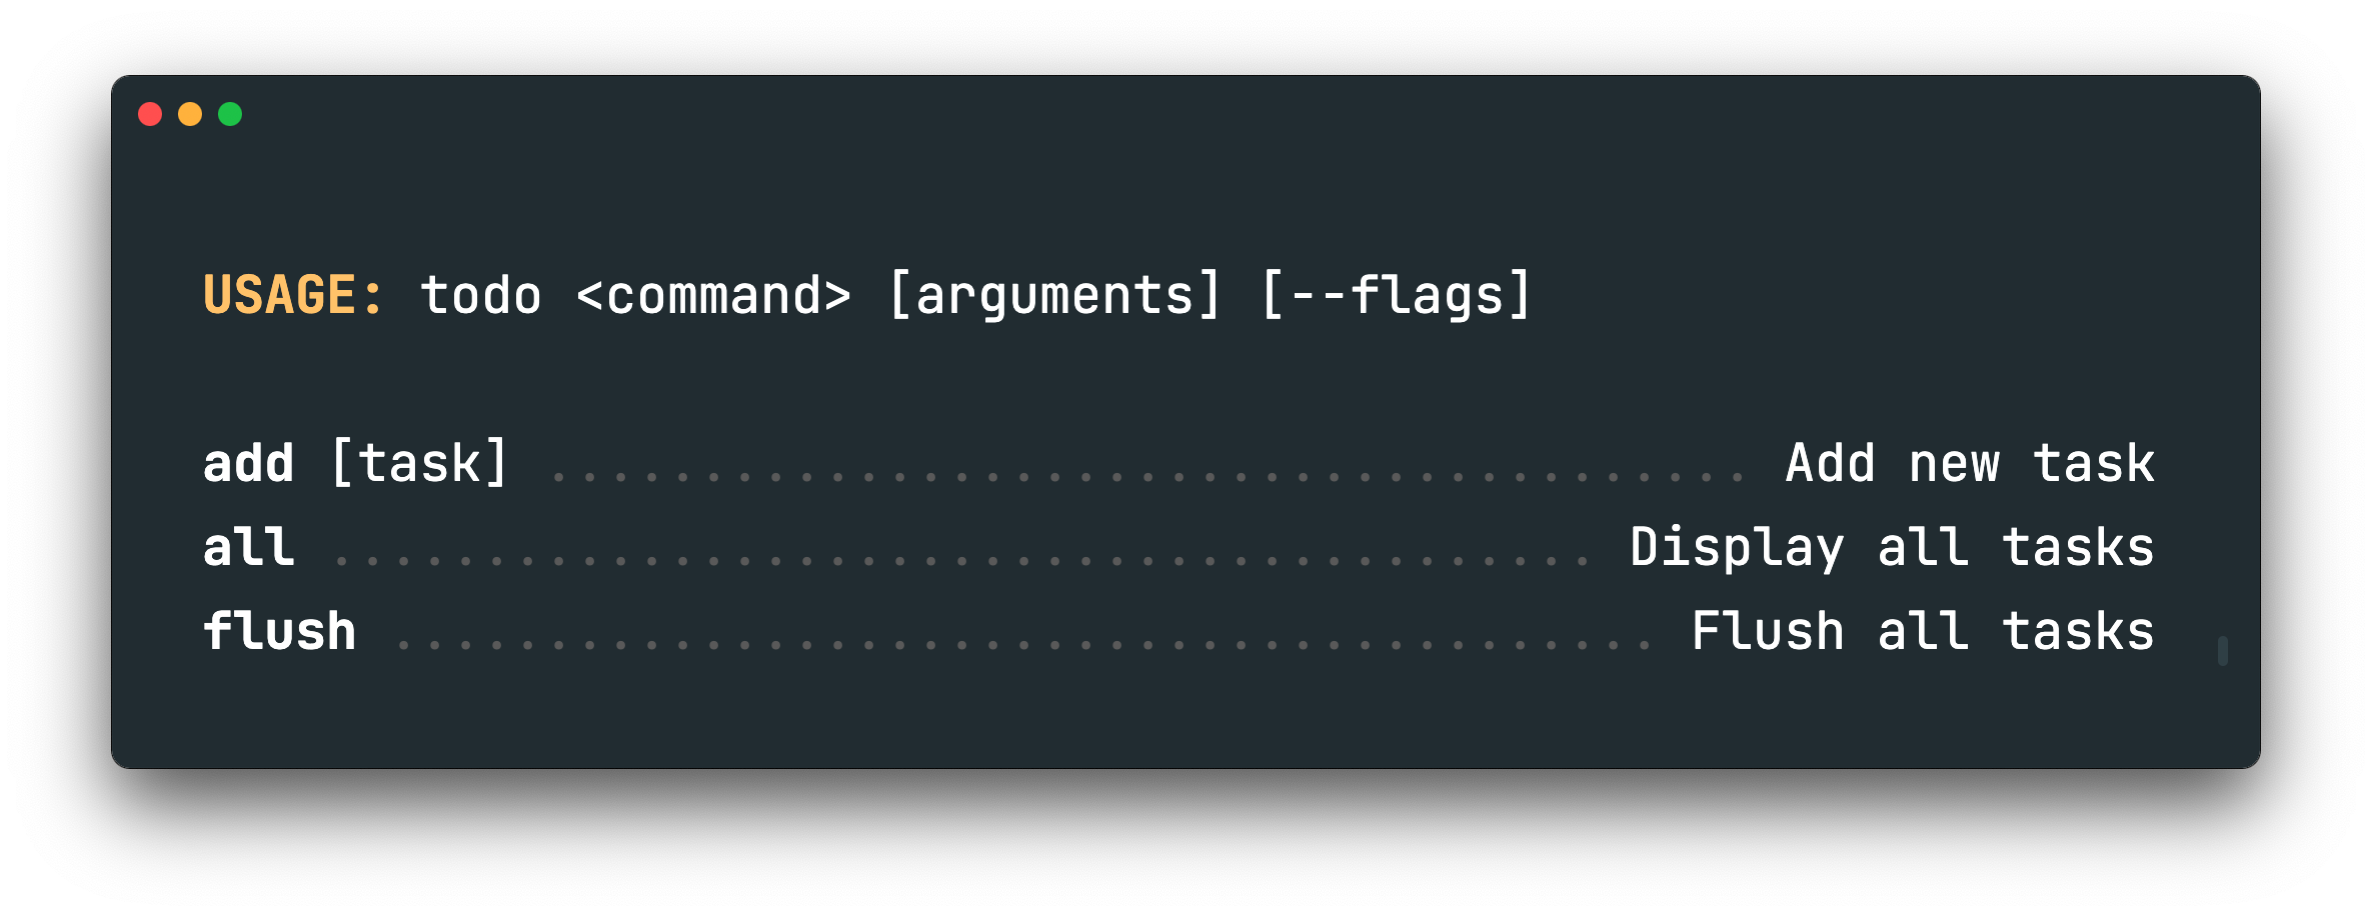 USAGE: todo <command> [arguments] [--flags]
add [task] ....................................... Add new task
all ......................................... Display all tasks
flush ......................................... Flush all tasks